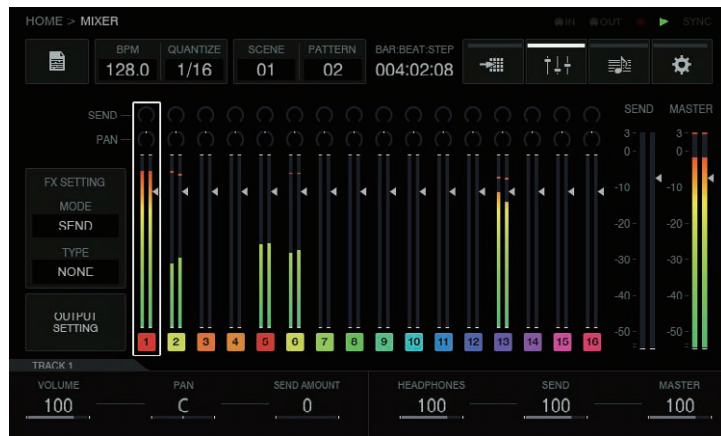 HOME > MIXER
IN OUT SYNC
BPM QUANTIZE SCENE PATTERN BAR:BEAT:STEP
128.0 1/16 01 02 004:02:08
SEND
PAN
SEND MASTER
3 3
0 0
-10 -10
-20 -20
-30 -30
-40 -40
-50 -50
FX SETTING
MODE
SEND
TYPE
NONE
OUTPUT
SETTING
1 2 3 4 5 6 7 8 9 10 11 12 13 14 15 16
TRACK 1
VOLUME PAN SEND AMOUNT HEADPHONES SEND MASTER
100 C 0 100 100 100